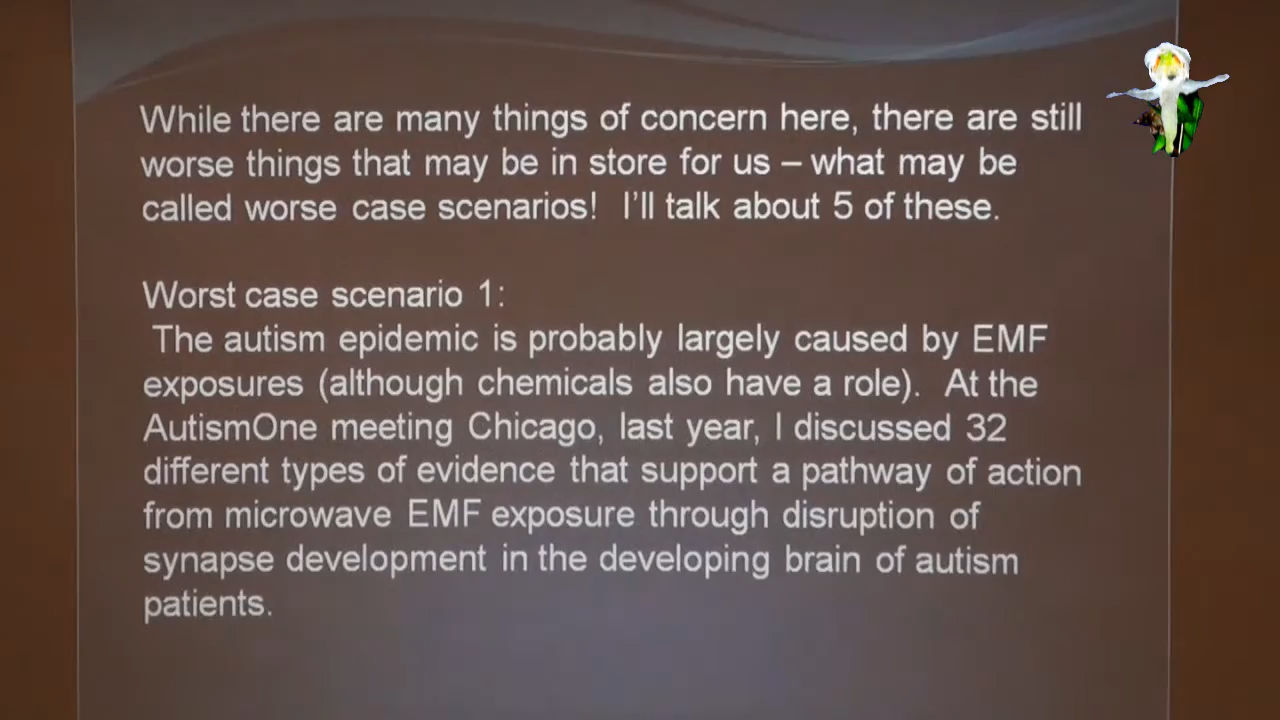 While there are many things of concern here, there are still
worse things that may be in store for us – what may be
called worse case scenarios! I'll talk about 5 of these.
Worst case scenario 1:
The autism epidemic is probably largely caused by EMF
exposures (although chemicals also have a role). At the
AutismOne meeting Chicago, last year, I discussed 32
different types of evidence that support a pathway of action
from microwave EMF exposure through disruption of
synapse development in the developing brain of autism
patients.